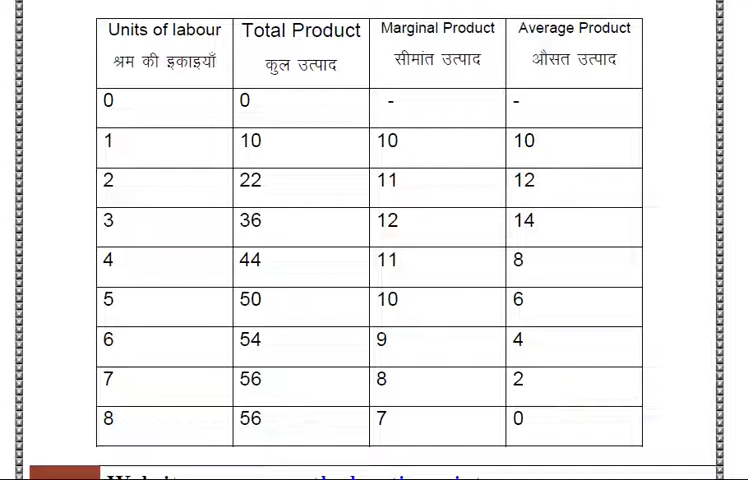 Units of labour Total Product Marginal Product Average Product
श्रम की इकाइयाँ कुल उत्पाद सीमांत उत्पाद औसत उत्पाद
0 0 - -
1 10 10 10
2 22 11 12
3 36 12 14
4 44 11 8
5 50 10 6
6 54 9 4
7 56 8 2
8 56 7 0